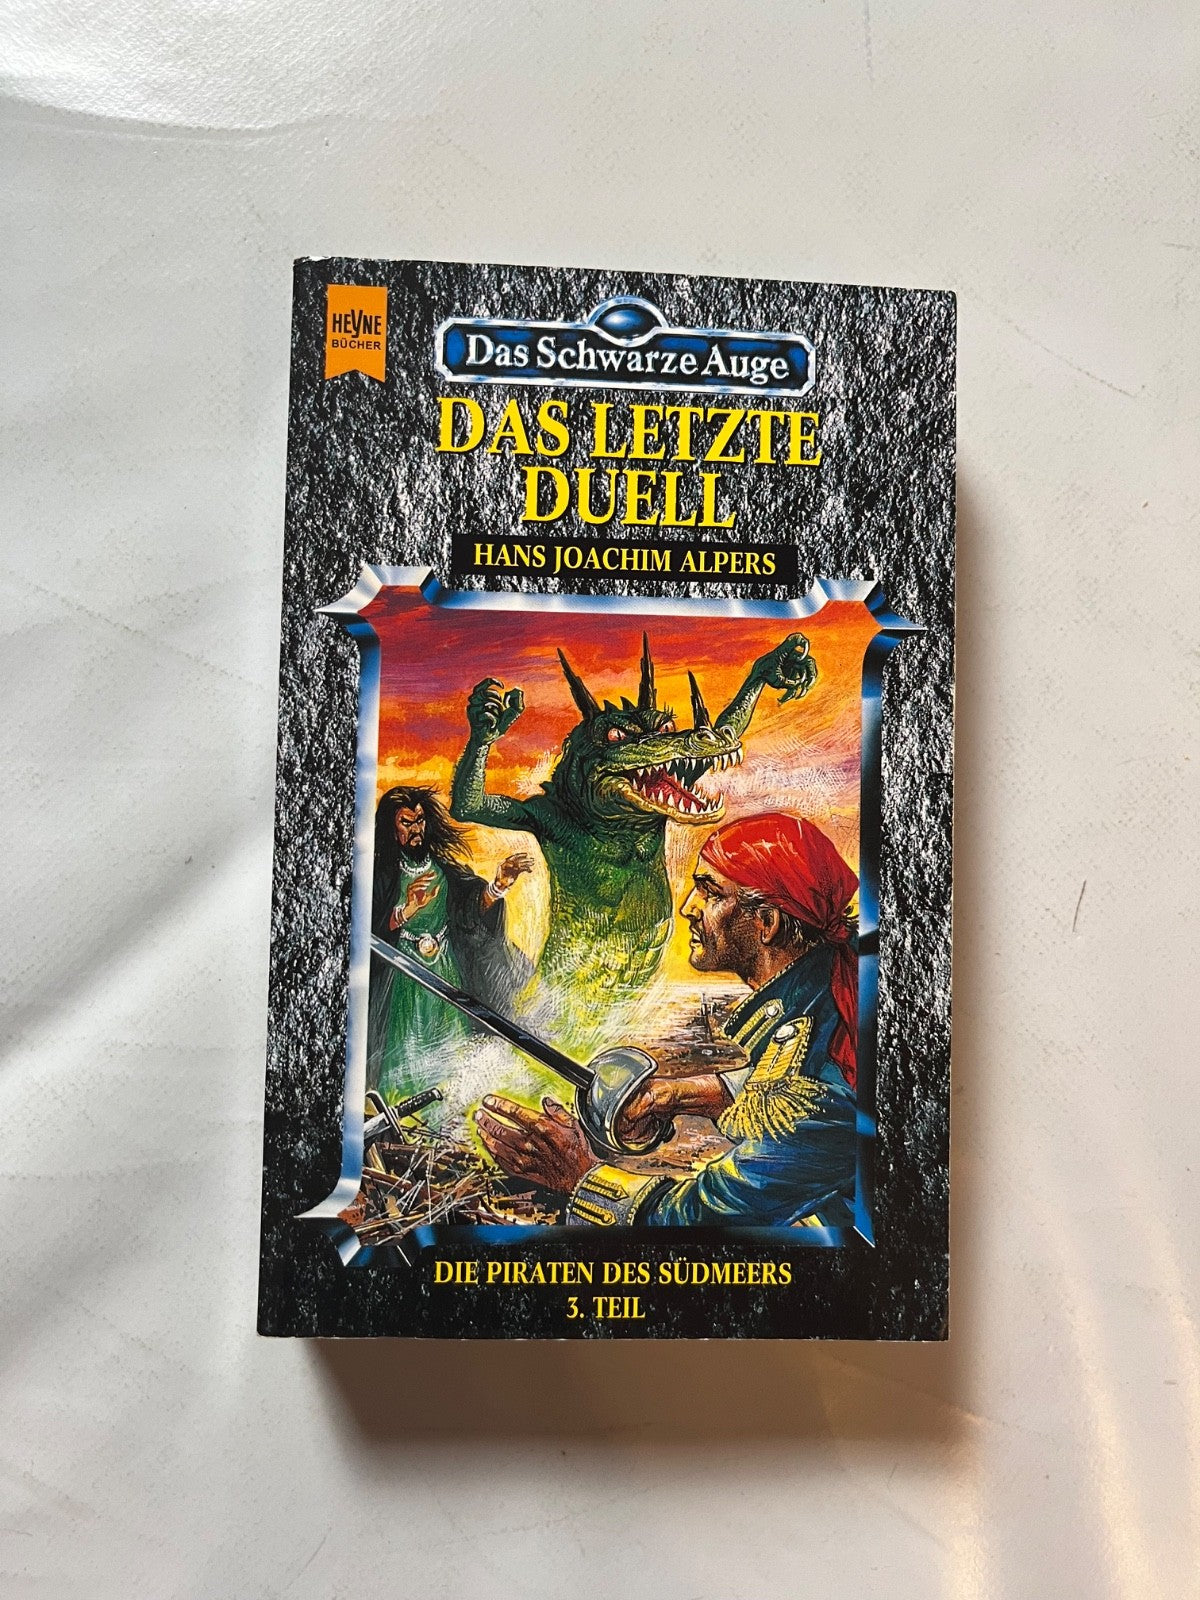 HEYNE
BÜCHER
Das Schwarze Auge
DAS LETZTE
DUELL
HANS JOACHIM ALPERS
DIE PIRATEN DES SÜDMEERS
3. TEIL